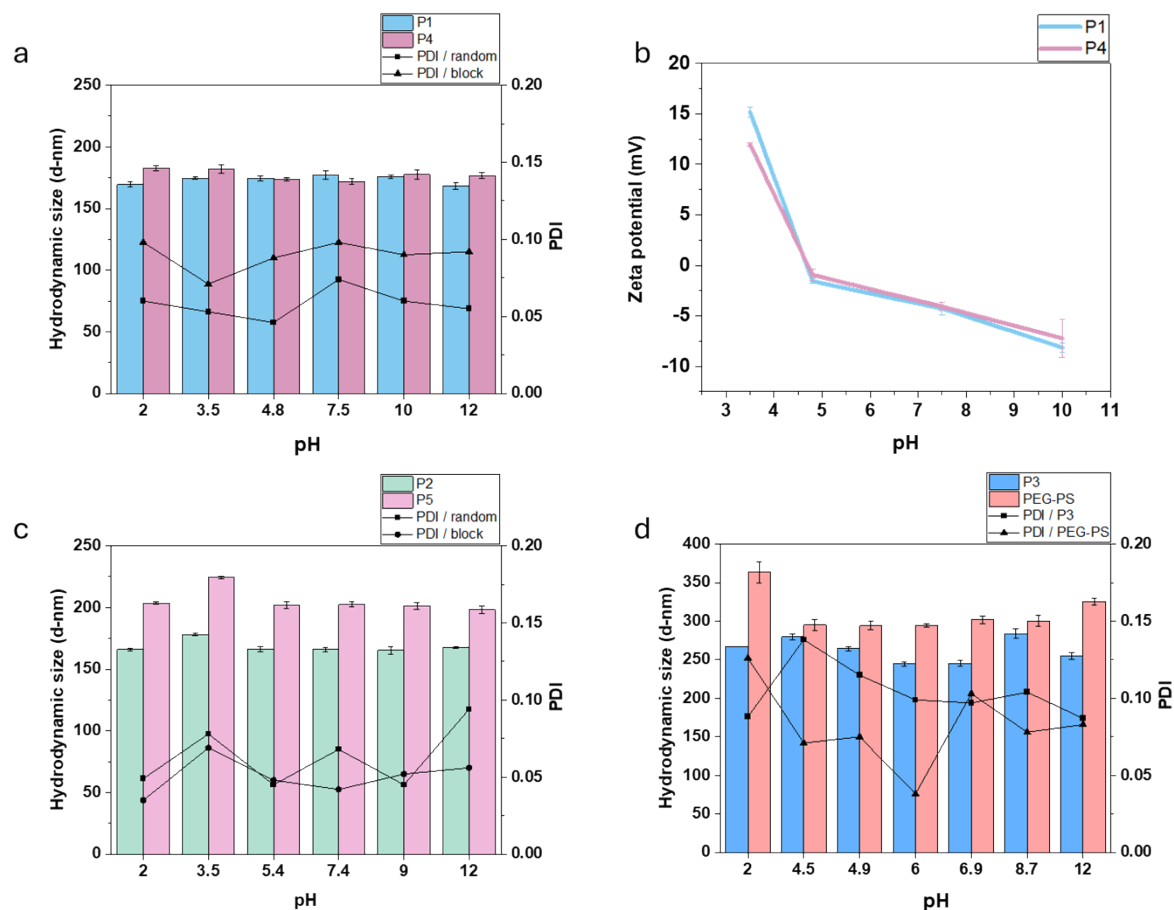 a
P1
P4
PDI / random
PDI / block
250
200
150
100
50
0
0.20
0.15
0.10
0.05
0.00
Hydrodynamic size (d-nm)
PDI
2 3.5 4.8 7.5 10 12
pH
b
P1
P4
20
15
10
5
0
-5
-10
Zeta potential (mV)
3 4 5 6 7 8 9 10 11
pH
c
P2
P5
PDI / random
PDI / block
250
200
150
100
50
0
0.20
0.15
0.10
0.05
0.00
Hydrodynamic size (d-nm)
PDI
2 3.5 5.4 7.4 9 12
pH
d
P3
PEG-PS
PDI / P3
PDI / PEG-PS
400
350
300
250
200
150
100
50
0
0.20
0.15
0.10
0.05
0.00
Hydrodynamic size (d-nm)
PDI
2 4.5 4.9 6 6.9 8.7 12
pH